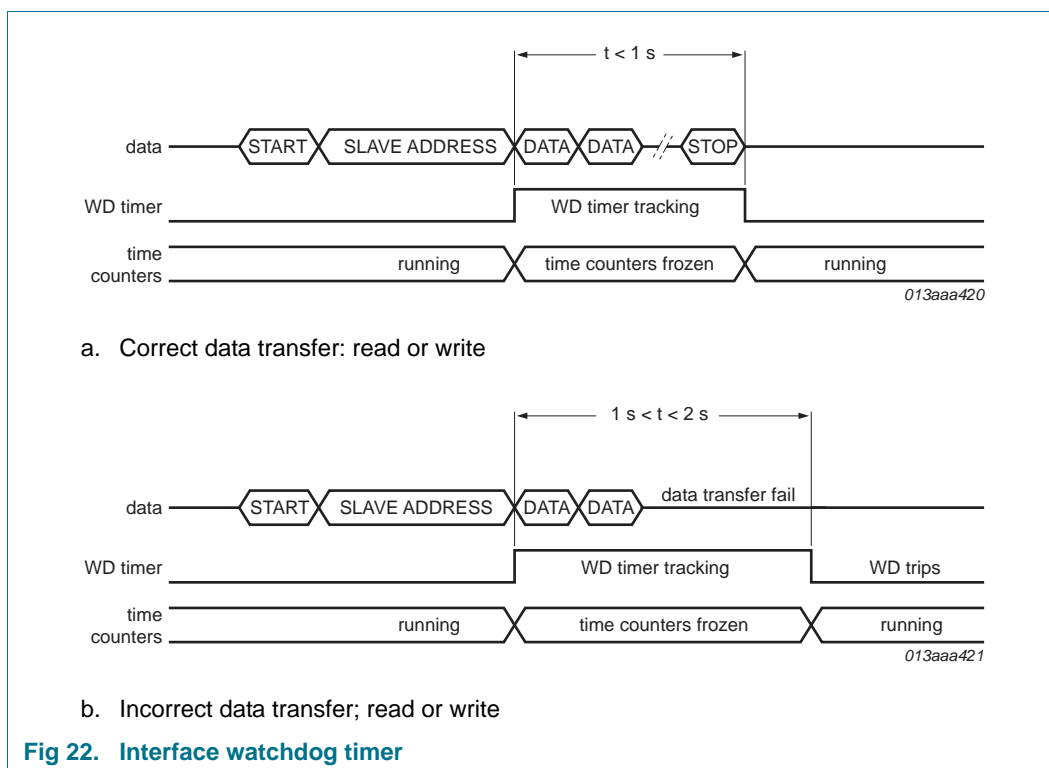 t < 1 s
data START SLAVE ADDRESS DATA DATA STOP
WD timer WD timer tracking
time counters running time counters frozen running
013aaa420
a. Correct data transfer: read or write
1 s < t < 2 s
data START SLAVE ADDRESS DATA DATA data transfer fail
WD timer WD timer tracking WD trips
time counters running time counters frozen running
013aaa421
b. Incorrect data transfer; read or write
Fig 22. Interface watchdog timer